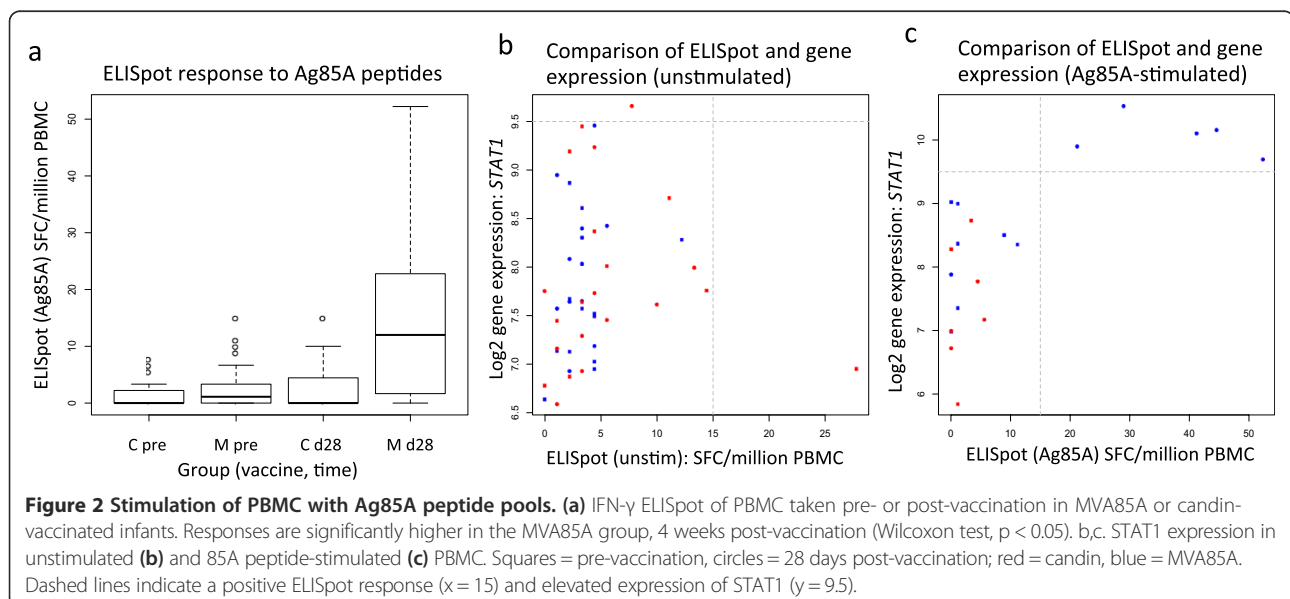 a
ELISpot response to Ag85A peptides
ELISpot (Ag85A) SFC/million PBMC
50
40
30
20
10
0
C pre M pre C d28 M d28
Group (vaccine, time)
b
Comparison of ELISpot and gene
expression (unstimulated)
Log2 gene expression: STAT1
9.5
9.0
8.5
8.0
7.5
7.0
6.5
0 5 10 15 20 25
ELISpot (unstim): SFC/million PBMC
c
Comparison of ELISpot and gene
expression (Ag85A-stimulated)
Log2 gene expression: STAT1
10
9
8
7
6
0 10 20 30 40 50
ELISpot (Ag85A) SFC/million PBMC
Figure 2 Stimulation of PBMC with Ag85A peptide pools. (a) IFN-γ ELISpot of PBMC taken pre- or post-vaccination in MVA85A or candin-
vaccinated infants. Responses are significantly higher in the MVA85A group, 4 weeks post-vaccination (Wilcoxon test, p < 0.05). b,c. STAT1 expression in
unstimulated (b) and 85A peptide-stimulated (c) PBMC. Squares = pre-vaccination, circles = 28 days post-vaccination; red = candin, blue = MVA85A.
Dashed lines indicate a positive ELISpot response (x = 15) and elevated expression of STAT1 (y = 9.5).